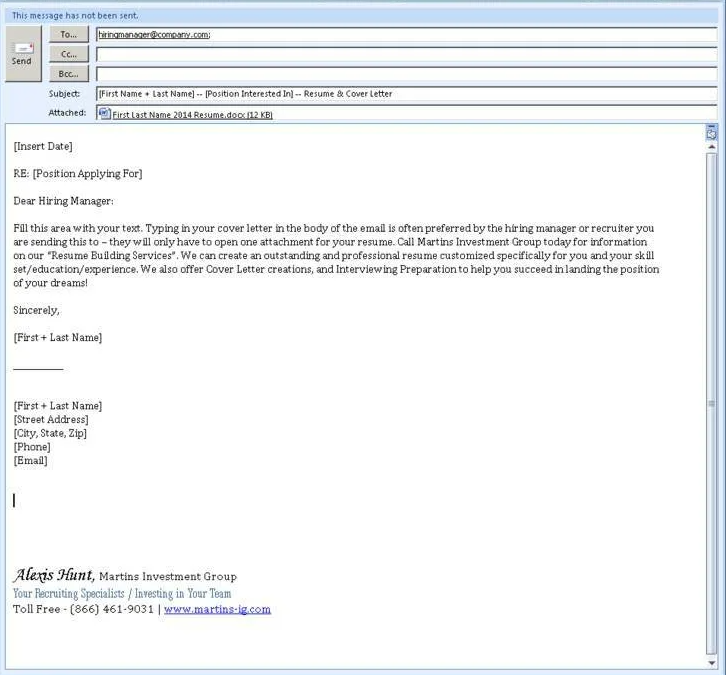 This message has not been sent.
Send
To...
hiringmanager@company.com;
Cc...
Bcc...
Subject:
[First Name + Last Name] -- [Position Interested In] -- Resume & Cover Letter
Attached:
First Last Name 2014 Resume.docx (12 KB)
[Insert Date]
RE: [Position Applying For]
Dear Hiring Manager:
Fill this area with your text. Typing in your cover letter in the body of the email is often preferred by the hiring manager or recruiter you
are sending this to – they will only have to open one attachment for your resume. Call Martins Investment Group today for information
on our "Resume Building Services". We can create an outstanding and professional resume customized specifically for you and your skill
set/education/experience. We also offer Cover Letter creations, and Interviewing Preparation to help you succeed in landing the position
of your dreams!
Sincerely,
[First + Last Name]
[First + Last Name]
[Street Address]
[City, State, Zip]
[Phone]
[Email]
Alexis Hunt, Martins Investment Group
Your Recruiting Specialists / Investing in Your Team
Toll Free - (866) 461-9031 | www.martins-ig.com